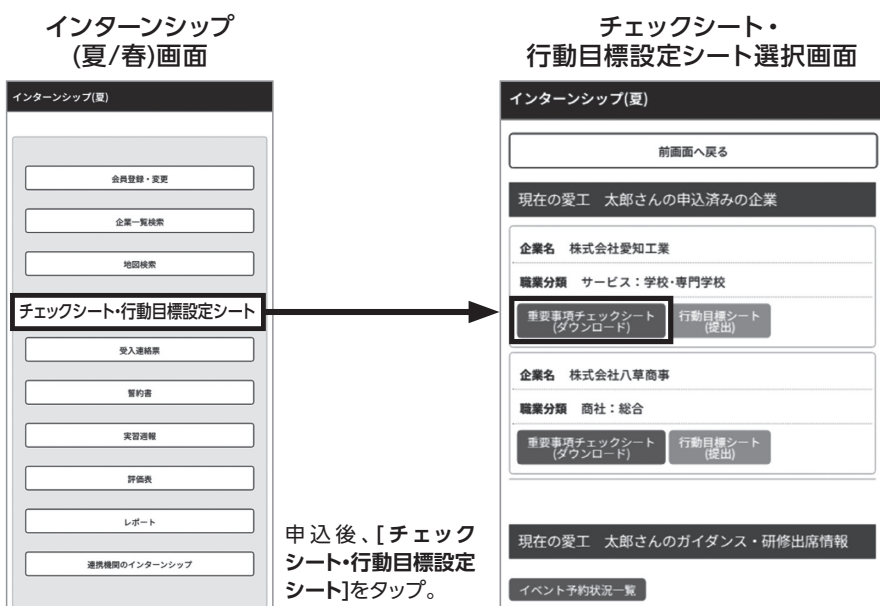 インターンシップ
(夏/春)画面
インターンシップ(夏)
会員登録・変更
企業一覧検索
地図検索
チェックシート・行動目標設定シート
受入連絡票
誓約書
実習週報
評価表
レポート
連携機関のインターンシップ
申込後、[チェック
シート・行動目標設定
シート]をタップ。
チェックシート・
行動目標設定シート選択画面
インターンシップ(夏)
前画面へ戻る
現在の愛工 太郎さんの申込済みの企業
企業名 株式会社愛知工業
職業分類 サービス:学校・専門学校
重要事項チェックシート
(ダウンロード)
行動目標シート
(提出)
企業名 株式会社八草商事
職業分類 商社:総合
重要事項チェックシート
(ダウンロード)
行動目標シート
(提出)
現在の愛工 太郎さんのガイダンス・研修出席情報
イベント予約状況一覧